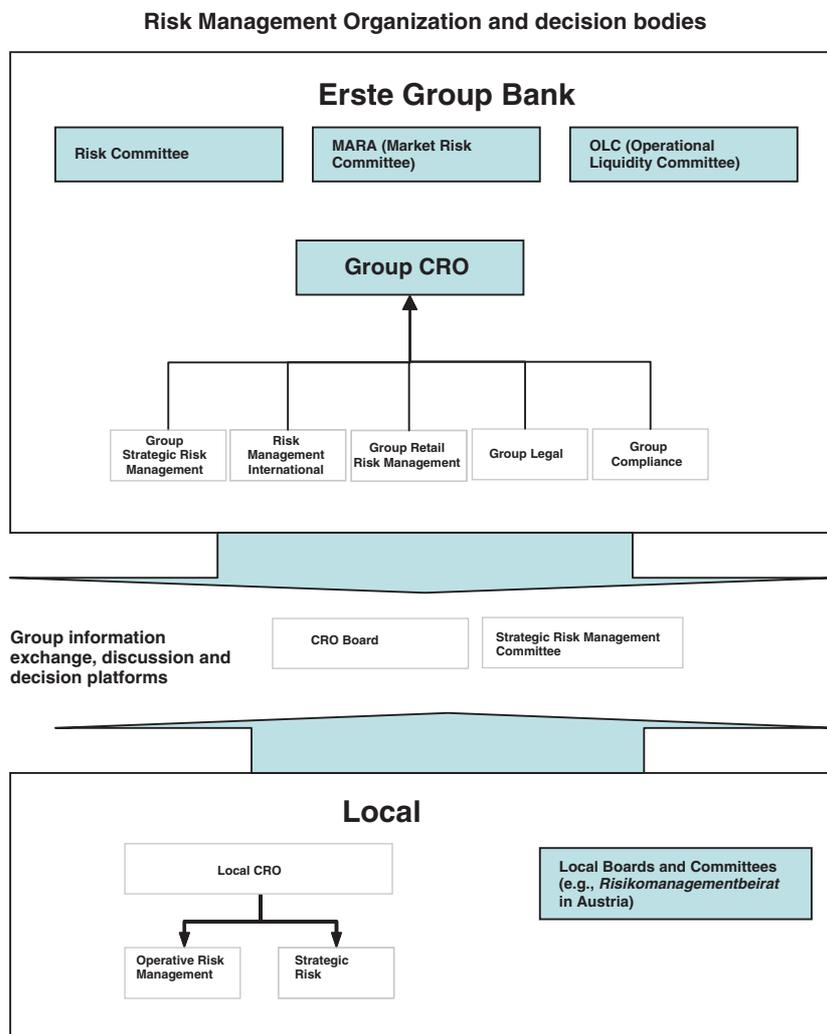 Risk Management Organization and decision bodies
Erste Group Bank
Risk Committee
MARA (Market Risk
Committee)
OLC (Operational
Liquidity Committee)
Group CRO
Group
Strategic Risk
Management
Risk
Management
International
Group Retail
Risk Management
Group Legal
Group
Compliance
Group information
exchange, discussion and
decision platforms
CRO Board
Strategic Risk Management
Committee
Local
Local CRO
Operative Risk
Management
Strategic
Risk
Local Boards and Committees
(e.g., Risikomanagementbeirat
in Austria)